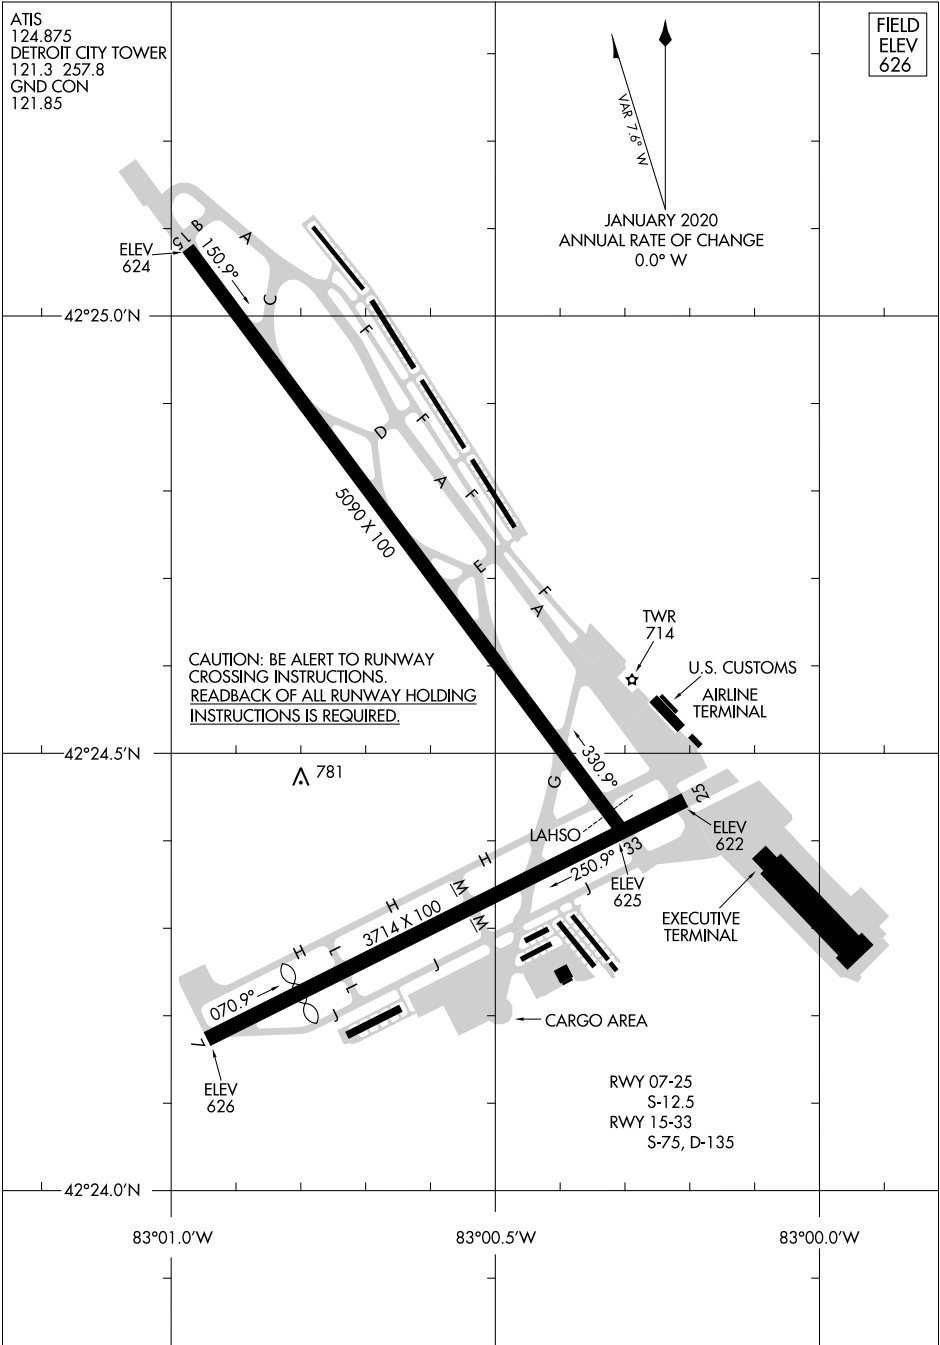 ATIS
124.875
DETROIT CITY TOWER
121.3 257.8
GND CON
121.85
FIELD
ELEV
626
VAR 7.6° W
JANUARY 2020
ANNUAL RATE OF CHANGE
0.0° W
ELEV
624
15
B
A
150.9°
C
42°25.0'N
F
D
F
A
F
5090 X 100
E
F
A
TWR
714
U.S. CUSTOMS
AIRLINE
TERMINAL
CAUTION: BE ALERT TO RUNWAY
CROSSING INSTRUCTIONS.
READBACK OF ALL RUNWAY HOLDING
INSTRUCTIONS IS REQUIRED.
42°24.5'N
781
330.9°
G
25
LAHSO
33
ELEV
622
H
250.9°
ELEV
625
J
M
M
H
3714 X 100
EXECUTIVE
TERMINAL
H
L
J
L
070.9°
J
7
CARGO AREA
ELEV
626
RWY 07-25
S-12.5
RWY 15-33
S-75, D-135
42°24.0'N
83°01.0'W
83°00.5'W
83°00.0'W